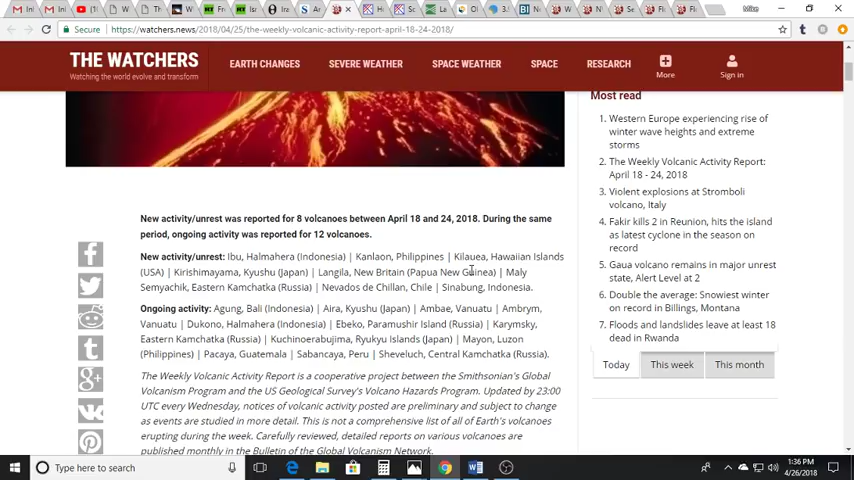 Mike
Secure
https://watchers.news/2018/04/25/the-weekly-volcanic-activity-report-april-18-24-2018/
THE WATCHERS
Watching the world evolve and transform
EARTH CHANGES
SEVERE WEATHER
SPACE WEATHER
SPACE
RESEARCH
More
Sign in
New activity/unrest was reported for 8 volcanoes between April 18 and 24, 2018. During the same
period, ongoing activity was reported for 12 volcanoes.
New activity/unrest: Ibu, Halmahera (Indonesia) | Kanlaon, Philippines | Kilauea, Hawaiian Islands
(USA) | Kirishimayama, Kyushu (Japan) | Langila, New Britain (Papua New Guinea) | Maly
Semyachik, Eastern Kamchatka (Russia) | Nevados de Chillan, Chile | Sinabung, Indonesia.
Ongoing activity: Agung, Bali (Indonesia) | Aira, Kyushu (Japan) | Ambae, Vanuatu | Ambrym,
Vanuatu | Dukono, Halmahera (Indonesia) | Ebeko, Paramushir Island (Russia) | Karymsky,
Eastern Kamchatka (Russia) | Kuchinoerabujima, Ryukyu Islands (Japan) | Mayon, Luzon
(Philippines) | Pacaya, Guatemala | Sabancaya, Peru | Sheveluch, Central Kamchatka (Russia).
The Weekly Volcanic Activity Report is a cooperative project between the Smithsonian's Global
Volcanism Program and the US Geological Survey's Volcano Hazards Program. Updated by 23:00
UTC every Wednesday, notices of volcanic activity posted are preliminary and subject to change
as events are studied in more detail. This is not a comprehensive list of all of Earth's volcanoes
erupting during the week. Carefully reviewed, detailed reports on various volcanoes are
published monthly in the Bulletin of the Global Volcanism Network.
Most read
1. Western Europe experiencing rise of
winter wave heights and extreme
storms
2. The Weekly Volcanic Activity Report:
April 18 - 24, 2018
3. Violent explosions at Stromboli
volcano, Italy
4. Fakir kills 2 in Reunion, hits the island
as latest cyclone in the season on
record
5. Gaua volcano remains in major unrest
state, Alert Level 2
6. Double the average: Snowiest winter
on record in Billings, Montana
7. Floods and landslides leave at least 18
dead in Rwanda
Today
This week
This month
Type here to search
1:36 PM
4/26/2018